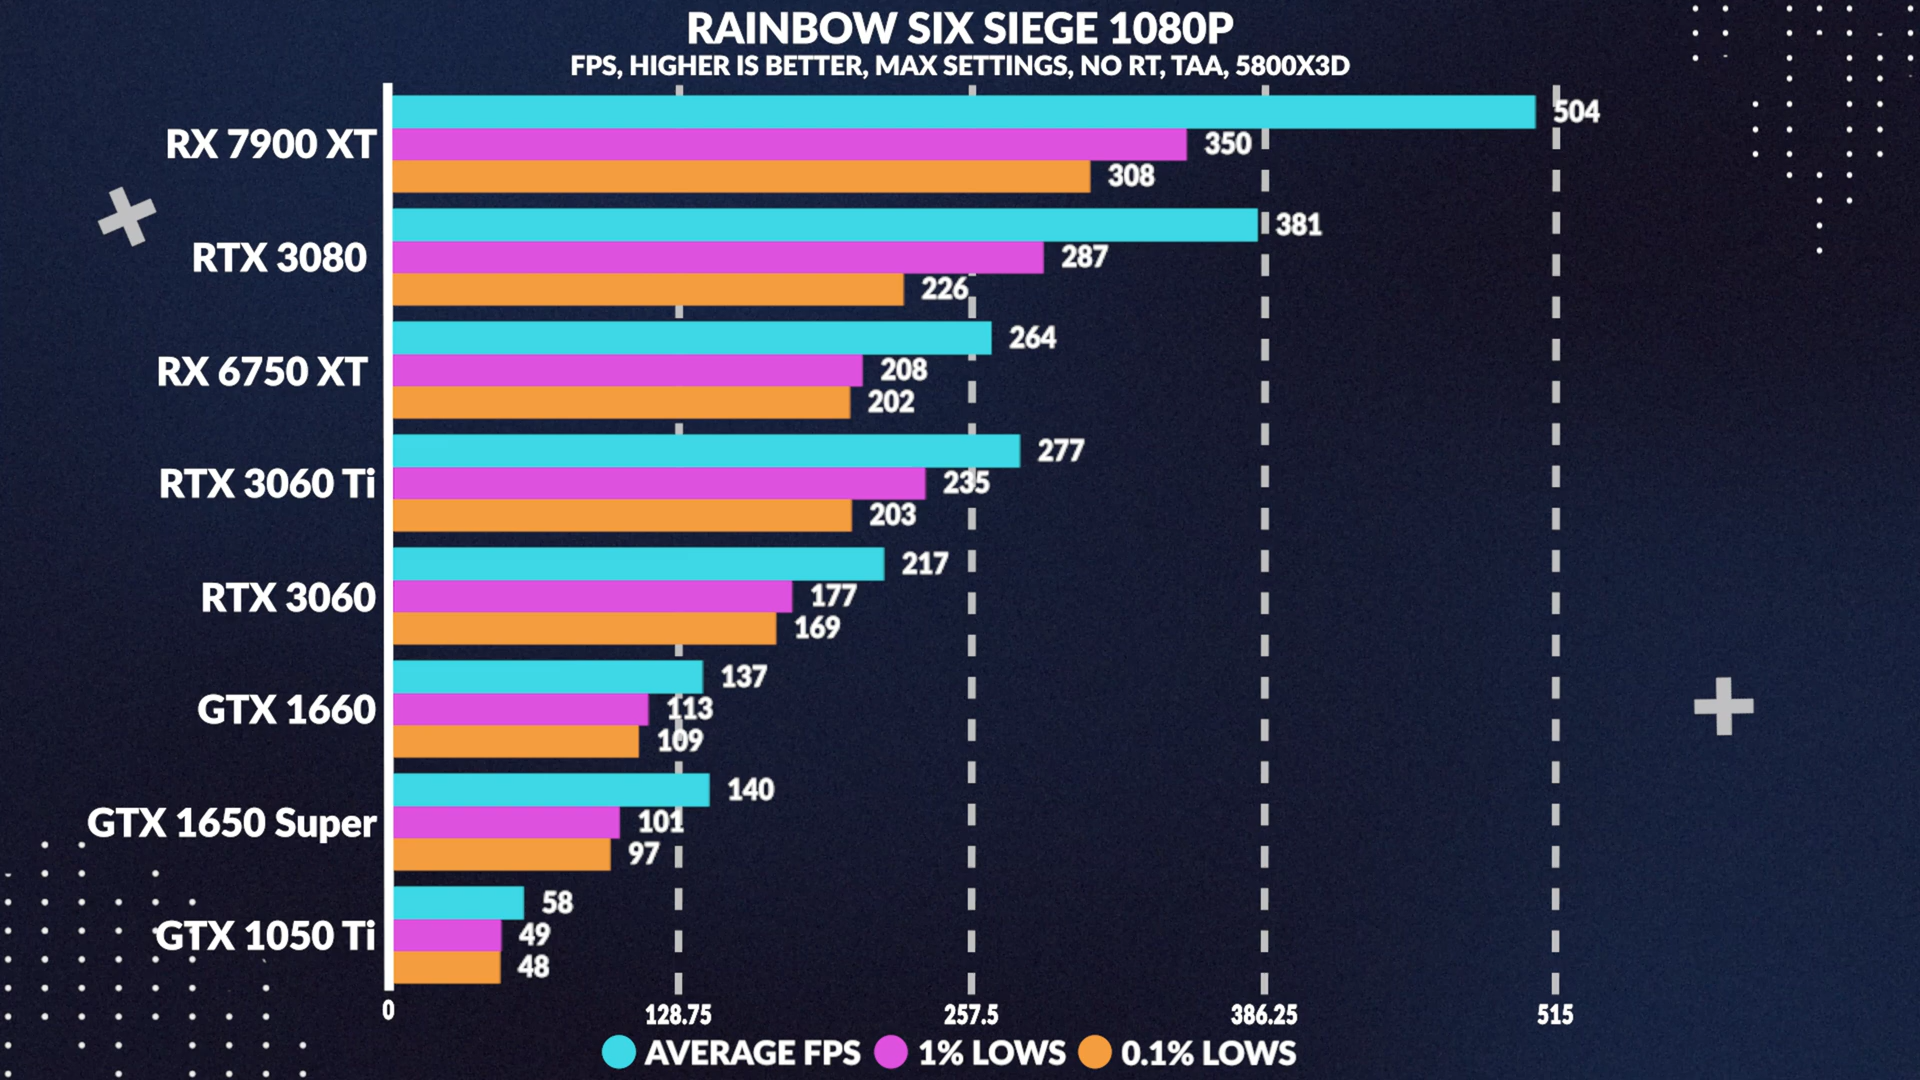 RAINBOW SIX SIEGE 1080P
FPS, HIGHER IS BETTER, MAX SETTINGS, NO RT, TAA, 5800X3D
RX 7900 XT
504
350
308
RTX 3080
381
287
226
RX 6750 XT
264
208
202
RTX 3060 Ti
277
235
203
RTX 3060
217
177
169
GTX 1660
137
113
109
GTX 1650 Super
140
101
97
GTX 1050 Ti
58
49
48
0 128.75 257.5 386.25 515
AVERAGE FPS 1% LOWS 0.1% LOWS